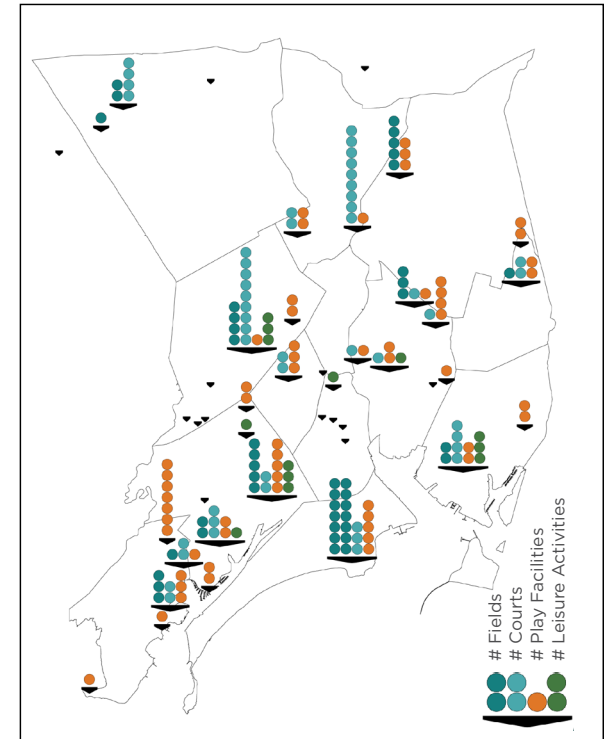 # Fields
# Courts
# Play Facilities
# Leisure Activities